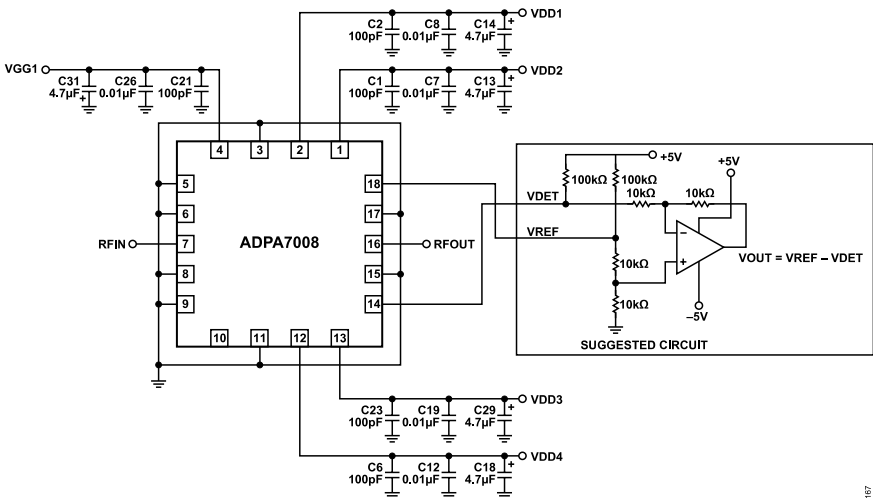 C2
100pF
C8
0.01µF
C14
4.7µF
+
VDD1
VGG1
C31
4.7µF
+
C26
0.01µF
C21
100pF
C1
100pF
C7
0.01µF
C13
4.7µF
+
VDD2
4
3
2
1
5
6
RFIN
7
8
9
ADPA7008
18
17
16
RFOUT
15
14
10
11
12
13
+5V
+5V
100kΩ
100kΩ
VDET
10kΩ
10kΩ
VREF
–
+
10kΩ
VOUT = VREF – VDET
10kΩ
–5V
SUGGESTED CIRCUIT
C23
100pF
C19
0.01µF
C29
4.7µF
+
VDD3
C6
100pF
C12
0.01µF
C18
4.7µF
+
VDD4
167